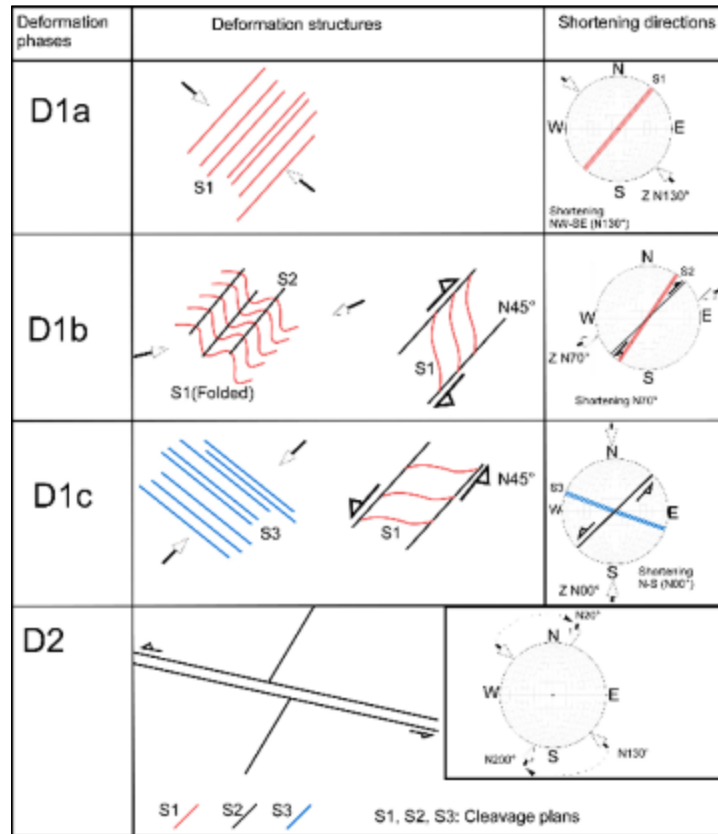 Deformation
phases
Deformation structures
Shortening directions
D1a
S1
N
S1
W
E
S
Z N130°
Shortening
NW-SE (N130°)
D1b
S2
S1(Folded)
N45°
S1
N
S2
W
E
Z N70°
S
Shortening N70°
D1c
S3
N45°
S1
N
S3
W
E
S
Shortening
N-S (N00°)
Z N00°
D2
N20°
N
W
E
S
N200°
N130°
S1
S2
S3
S1, S2, S3: Cleavage plans